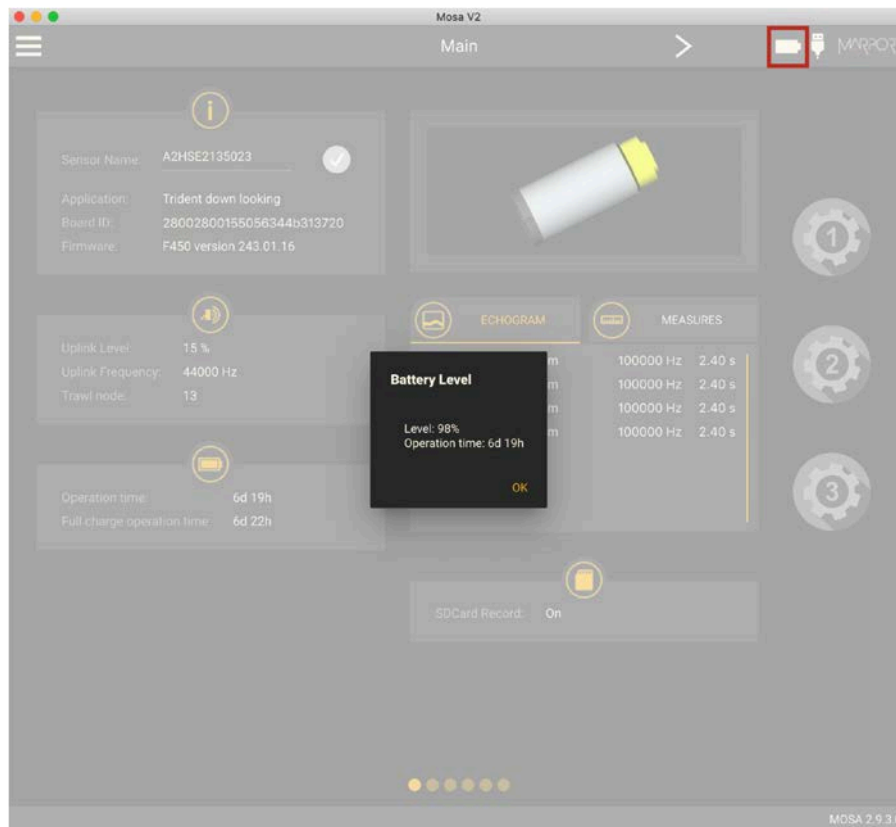 Mosa V2
Main
i
Sensor Name: A2HSE2135023
Application: Trident down looking
Board ID: 28002800155056344b313720
Firmware: F450 version 243.01.16
1
Uplink Level: 15 %
Uplink Frequency: 44000 Hz
Trawl node: 13
ECHOGRAM MEASURES
m 100000 Hz 2.40 s
m 100000 Hz 2.40 s
m 100000 Hz 2.40 s
m 100000 Hz 2.40 s
2
Battery Level
Level: 98%
Operation time: 6d 19h
OK
Operation time: 6d 19h
Full charge operation time: 6d 22h
3
SDCard Record: On
MOSA 2.9.3